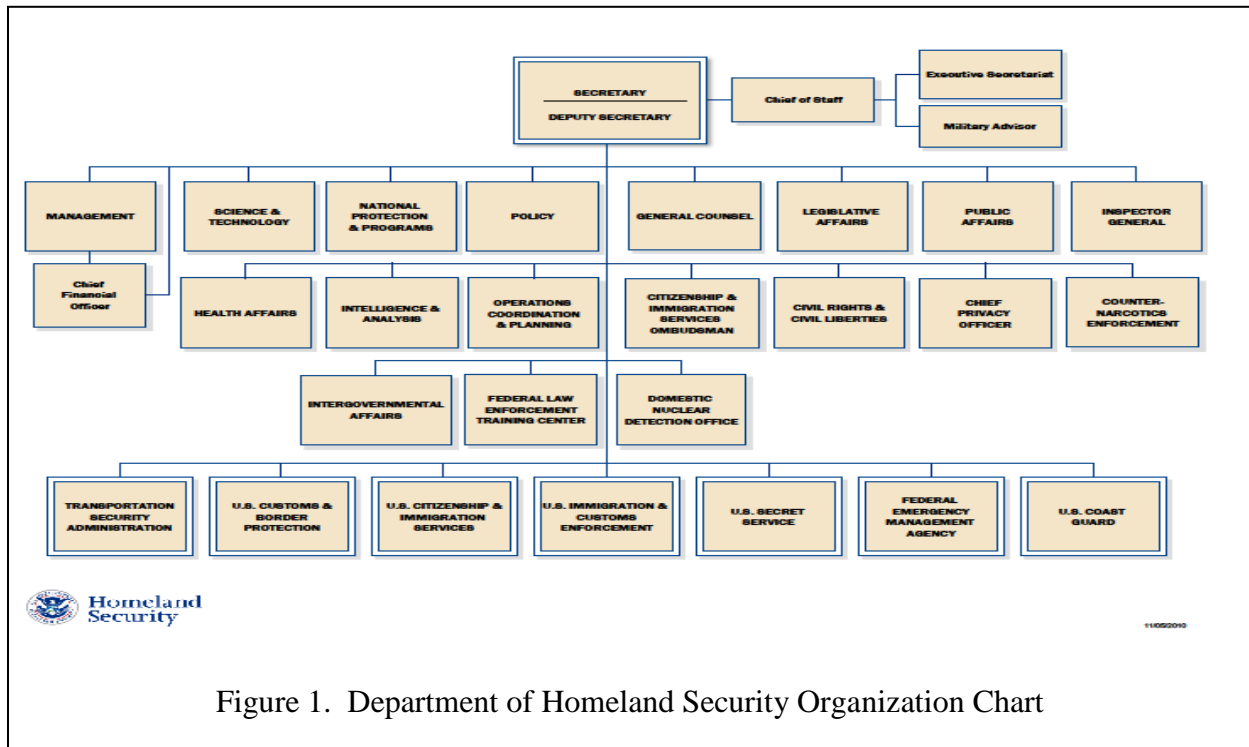 SECRETARY
DEPUTY SECRETARY
Chief of Staff
Executive Secretariat
Military Advisor
MANAGEMENT
SCIENCE &
TECHNOLOGY
NATIONAL
PROTECTION
& PROGRAMS
POLICY
GENERAL COUNSEL
LEGISLATIVE
AFFAIRS
PUBLIC
AFFAIRS
INSPECTOR
GENERAL
Chief
Financial
Officer
HEALTH AFFAIRS
INTELLIGENCE &
ANALYSIS
OPERATIONS
COORDINATION
& PLANNING
CITIZENSHIP &
IMMIGRATION
SERVICES
OMBUDSMAN
CIVIL RIGHTS &
CIVIL LIBERTIES
CHIEF
PRIVACY
OFFICER
COUNTER-
NARCOTICS
ENFORCEMENT
INTERGOVERNMENTAL
AFFAIRS
FEDERAL LAW
ENFORCEMENT
TRAINING CENTER
DOMESTIC
NUCLEAR
DETECTION OFFICE
TRANSPORTATION
SECURITY
ADMINISTRATION
U.S. CUSTOMS &
BORDER
PROTECTION
U.S. CITIZENSHIP &
IMMIGRATION
SERVICES
U.S. IMMIGRATION &
CUSTOMS
ENFORCEMENT
U.S. SECRET
SERVICE
FEDERAL
EMERGENCY
MANAGEMENT
AGENCY
U.S. COAST
GUARD
Homeland
Security
11/05/2010
Figure 1. Department of Homeland Security Organization Chart